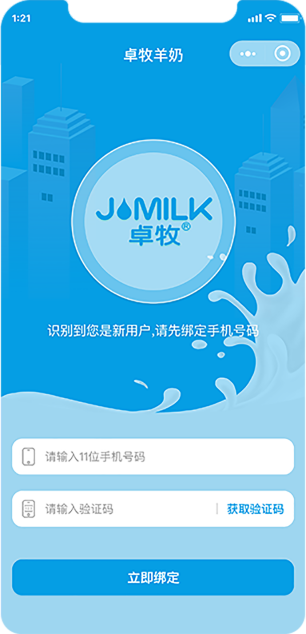 1:21
卓牧羊奶
JOMILK
卓牧®
识别到您是新用户,请先绑定手机号码
请输入11位手机号码
请输入验证码 获取验证码
立即绑定